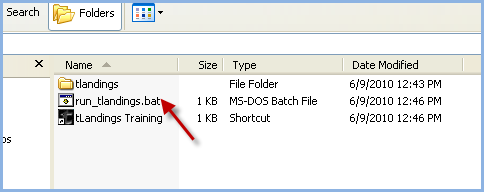 Search Folders
Name Size Type Date Modified
tlandings File Folder 6/9/2010 12:43 PM
run_tlandings.bat 1 KB MS-DOS Batch File 6/9/2010 12:46 PM
tLandings Training 1 KB Shortcut 6/9/2010 12:46 PM